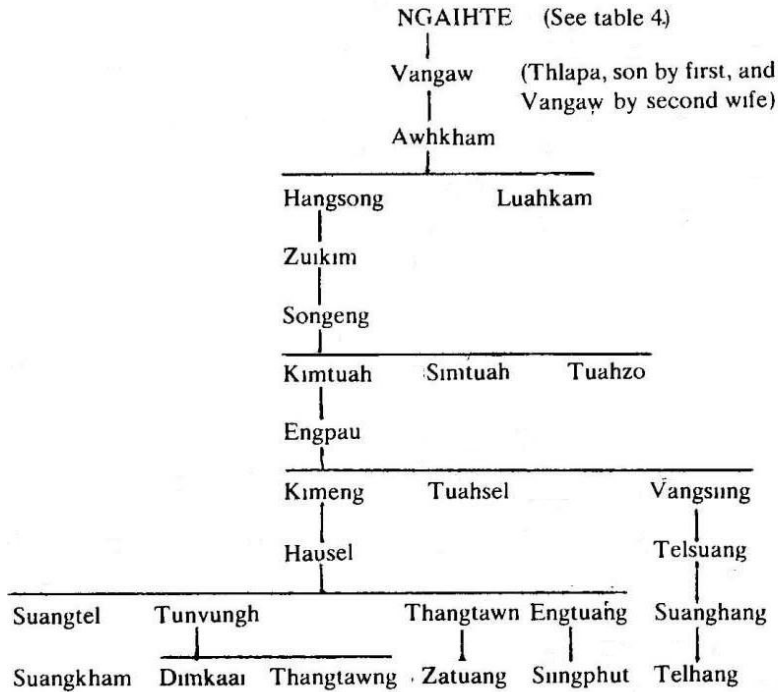 NGAIHTE (See table 4.)
Vangaw (Thlapa, son by first, and
Vangaw by second wife)
Awhkham
Hangsong Luahkam
Zuikim
Songeng
Kimtuah Simtuah Tuahzo
Engpau
Kimeng Tuahsel Vangsiing
Hausel Telsuang
Suangtel Tunvungh Thangtawn Engtuang Suanghang
Suangkham Dimkaai Thangtawng Zatuang Siingphut Telhang